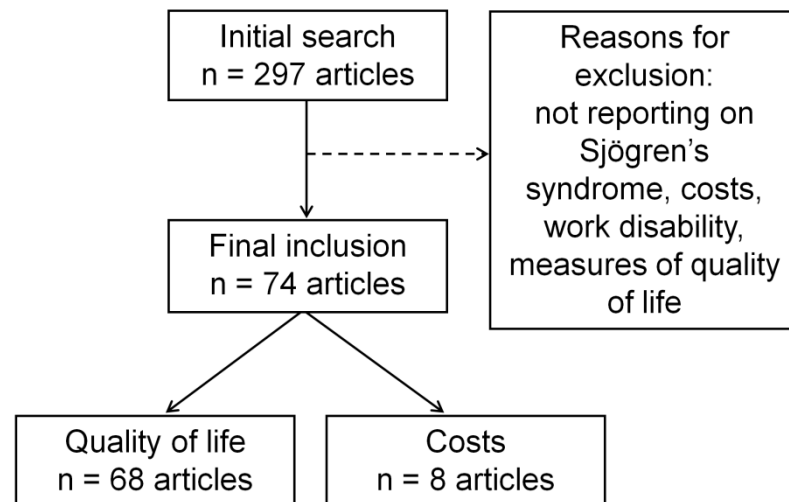 Initial search
n = 297 articles
Reasons for
exclusion:
not reporting on
Sjögren’s
syndrome, costs,
work disability,
measures of quality
of life
Final inclusion
n = 74 articles
Quality of life
n = 68 articles
Costs
n = 8 articles